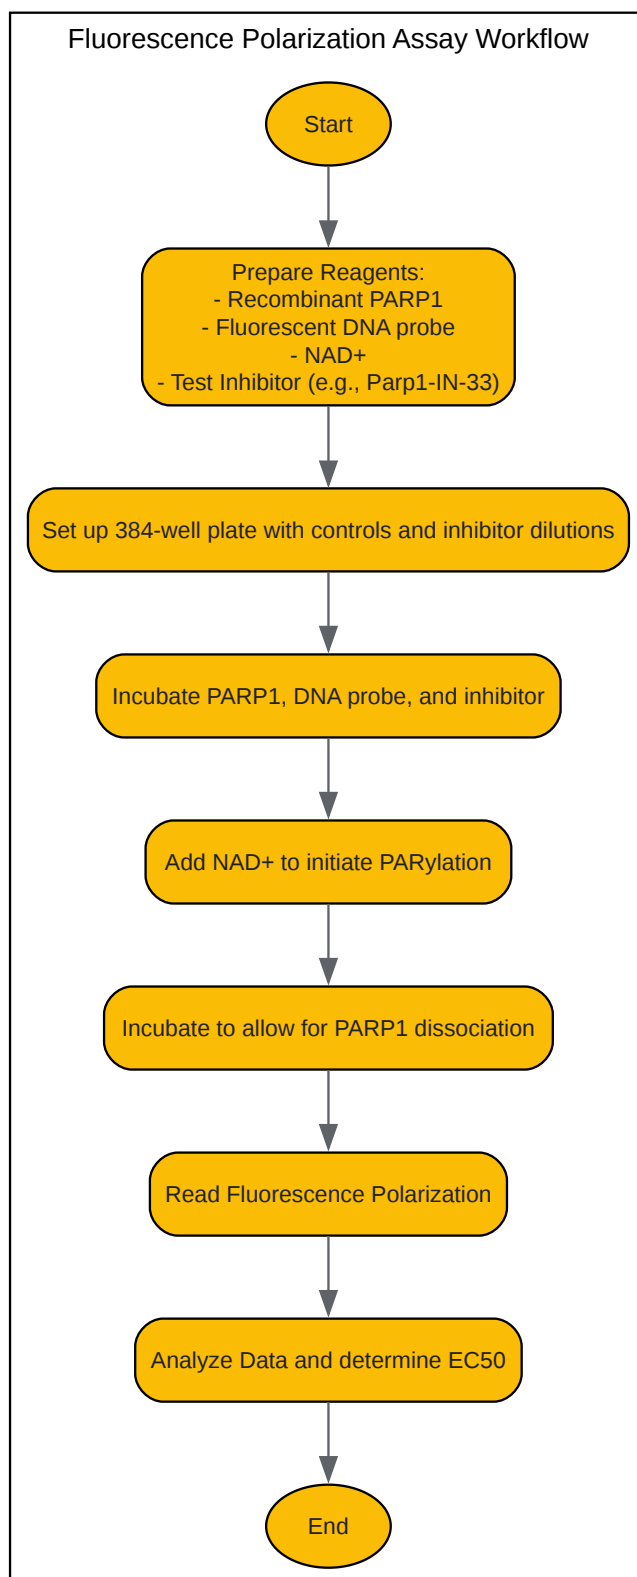 Fluorescence Polarization Assay Workflow
Start
Prepare Reagents:
- Recombinant PARP1
- Fluorescent DNA probe
- NAD+
- Test Inhibitor (e.g., Parp1-IN-33)
Set up 384-well plate with controls and inhibitor dilutions
Incubate PARP1, DNA probe, and inhibitor
Add NAD+ to initiate PARylation
Incubate to allow for PARP1 dissociation
Read Fluorescence Polarization
Analyze Data and determine EC50
End